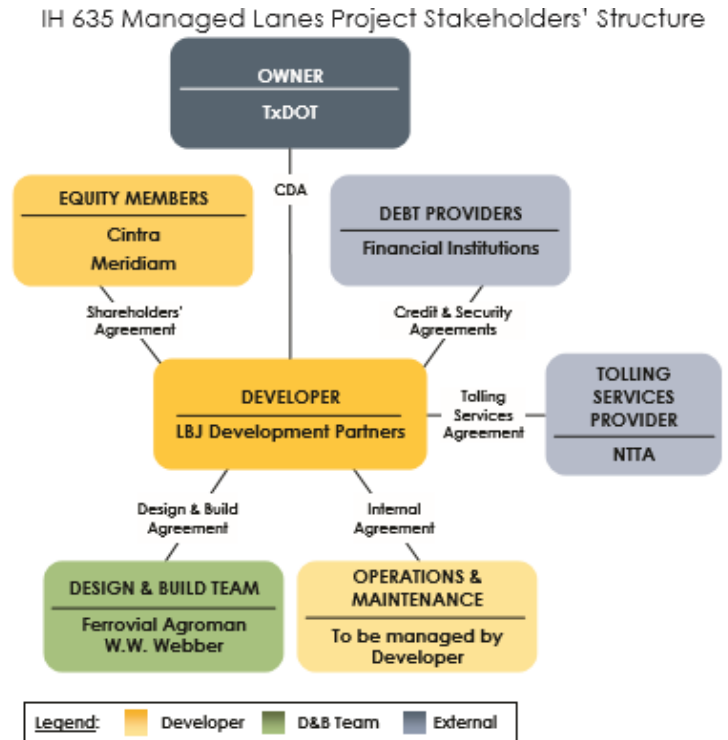 IH 635 Managed Lanes Project Stakeholders' Structure
OWNER
TxDOT
CDA
EQUITY MEMBERS
Cintra
Meridiam
DEBT PROVIDERS
Financial Institutions
Shareholders'
Agreement
Credit & Security
Agreements
DEVELOPER
LBJ Development Partners
Tolling
Services
Agreement
TOLLING
SERVICES
PROVIDER
NTTA
Design & Build
Agreement
Internal
Agreement
DESIGN & BUILD TEAM
Ferrovial Agroman
W.W. Webber
OPERATIONS &
MAINTENANCE
To be managed by
Developer
Legend: Developer D&B Team External